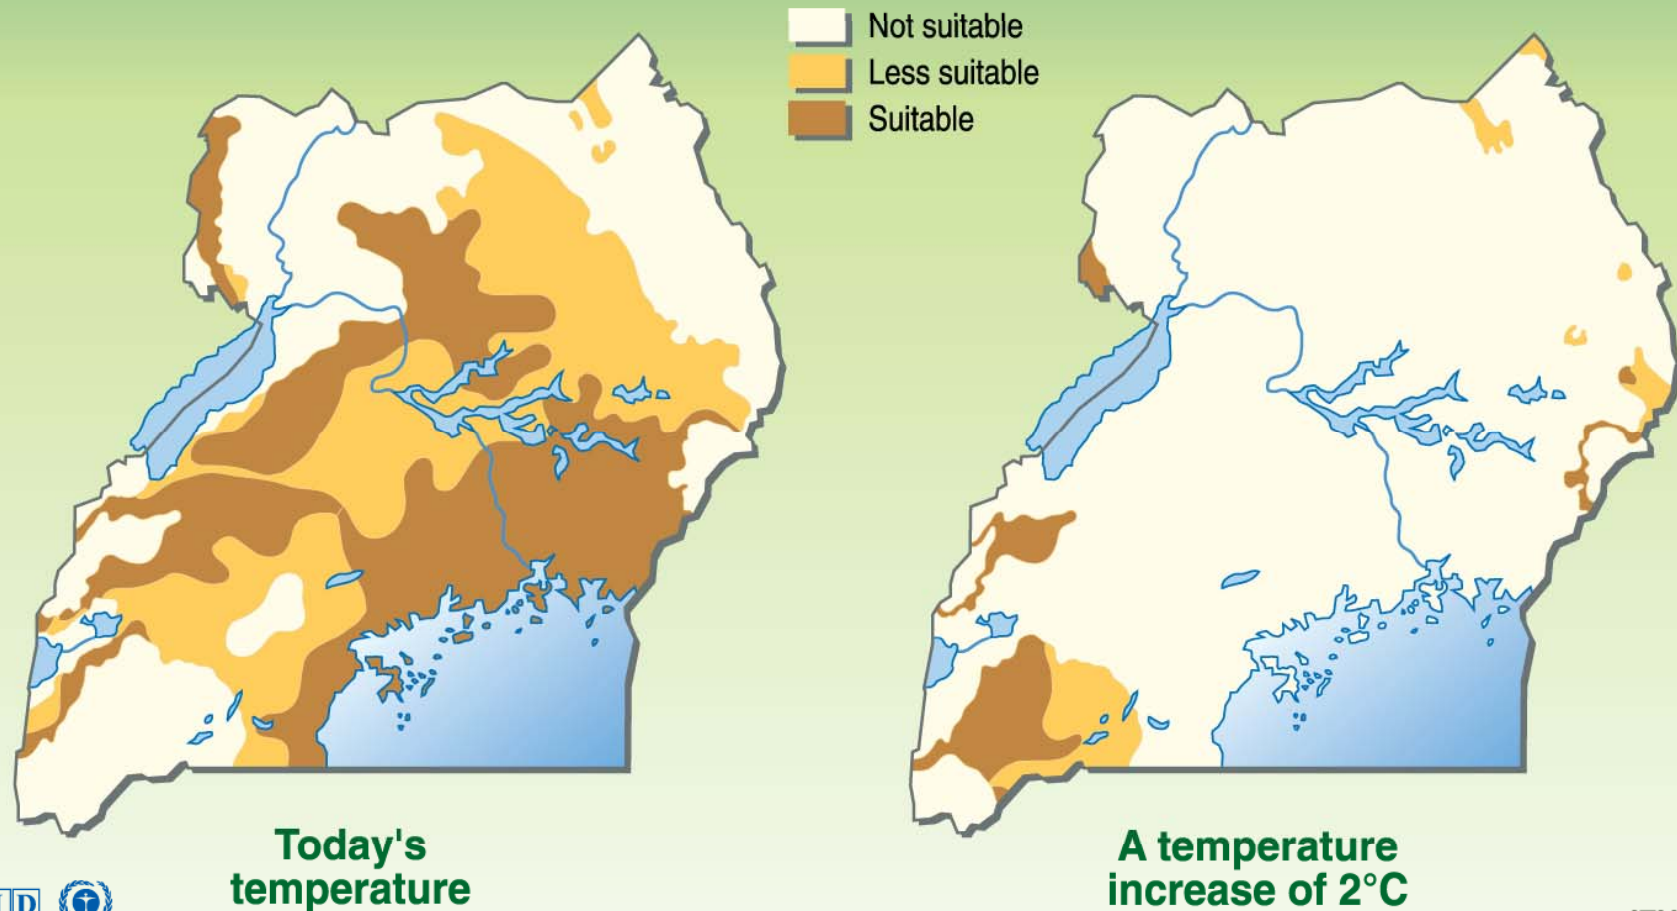 Not suitable
Less suitable
Suitable
Today's
temperature
A temperature
increase of 2°C